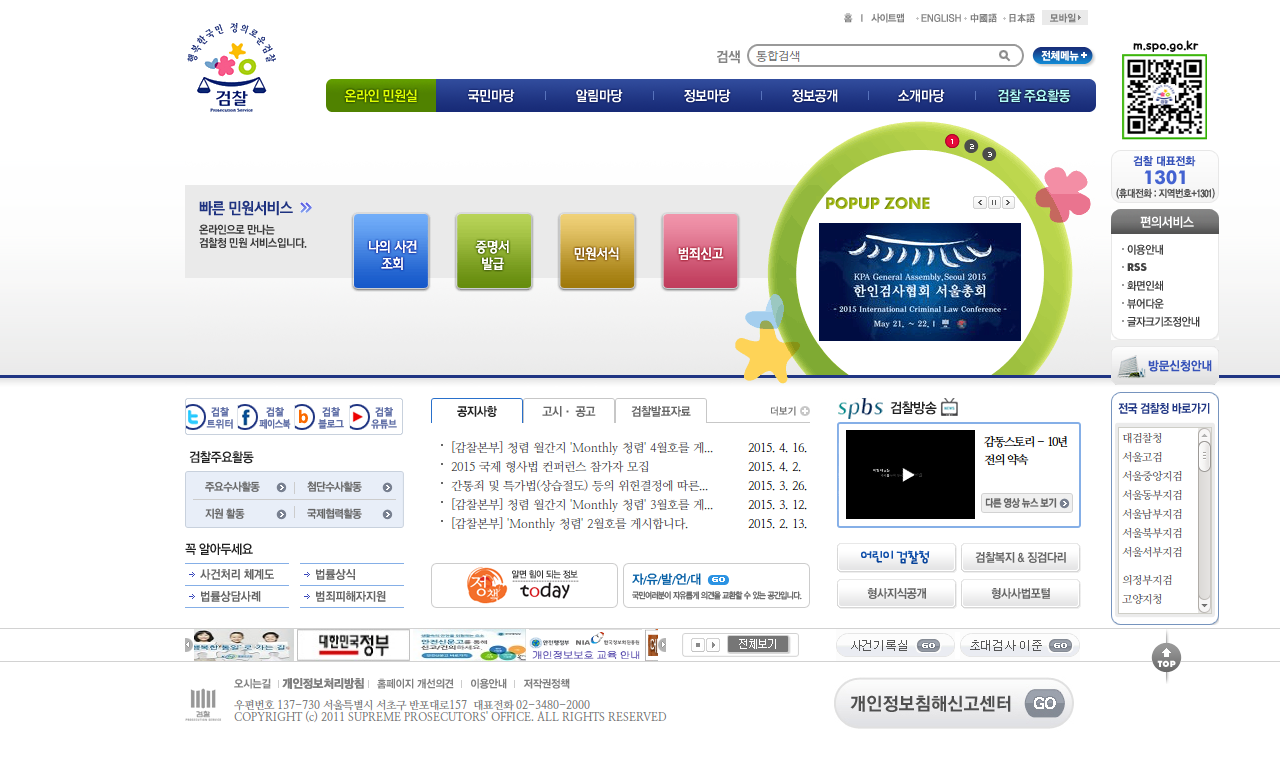 홈 사이트맵 ENGLISH 中國語 日本語 모바일
행복한국민 정의로운검찰
검찰
Prosecution Service
검색 통합검색 전체메뉴 +
온라인 민원실 국민마당 알림마당 정보마당 정보공개 소개마당 검찰 주요활동
m.spo.go.kr
검찰 대표전화
1301
(휴대전화 : 지역번호+1301)
편의서비스
이용안내
RSS
화면인쇄
뷰어다운
글자크기조정안내
방문신청안내
빠른 민원서비스
온라인으로 만나는
검찰청 민원 서비스입니다.
나의 사건
조회
증명서
발급
민원서식
범죄신고
1 2 3
POPUP ZONE
KPA General Assembly, Seoul 2015
한인검사협회 서울총회
- 2015 International Criminal Law Conference -
May 21. ~ 22. |
검찰
트위터
검찰
페이스북
검찰
블로그
검찰
유튜브
검찰주요활동
주요수사활동 첨단수사활동
지원 활동 국제협력활동
꼭 알아두세요
사건처리 체계도 법률상식
법률상담사례 범죄피해자지원
공지사항 고시 · 공고 검찰발표자료 더보기
[감찰본부] 청렴 월간지 'Monthly 청렴' 4월호를 게... 2015. 4. 16.
2015 국제 형사법 컨퍼런스 참가자 모집 2015. 4. 2.
간통죄 및 특가법(상습절도) 등의 위헌결정에 따른... 2015. 3. 26.
[감찰본부] 청렴 월간지 'Monthly 청렴' 3월호를 게... 2015. 3. 12.
[감찰본부] 'Monthly 청렴' 2월호를 게시합니다. 2015. 2. 13.
정책
알면 힘이 되는 정보
today
자/유/발/언/대 GO
국민여러분이 자유롭게 의견을 교환할 수 있는 공간입니다.
spbs 검찰방송
감동스토리 - 10년
전의 약속
다른 영상 뉴스 보기
어린이 검찰청 검찰복지 & 징검다리
형사지식공개 형사사법포털
전국 검찰청 바로가기
대검찰청
서울고검
서울중앙지검
서울동부지검
서울남부지검
서울북부지검
서울서부지검
의정부지검
고양지청
대한민국정부
안전신문고로
신고/건의하세요
안전행정부 NIA 한국정보화진흥원
개인정보보호 교육 안내
전체보기
사건기록실 GO 초대검사 이준 GO
TOP
오시는길 개인정보처리방침 홈페이지 개선의견 이용안내 저작권정책
검찰
PROSECUTION SERVICE
우편번호 137-730 서울특별시 서초구 반포대로157 대표전화 02-3480-2000
COPYRIGHT (c) 2011 SUPREME PROSECUTORS' OFFICE. ALL RIGHTS RESERVED
개인정보침해신고센터 GO